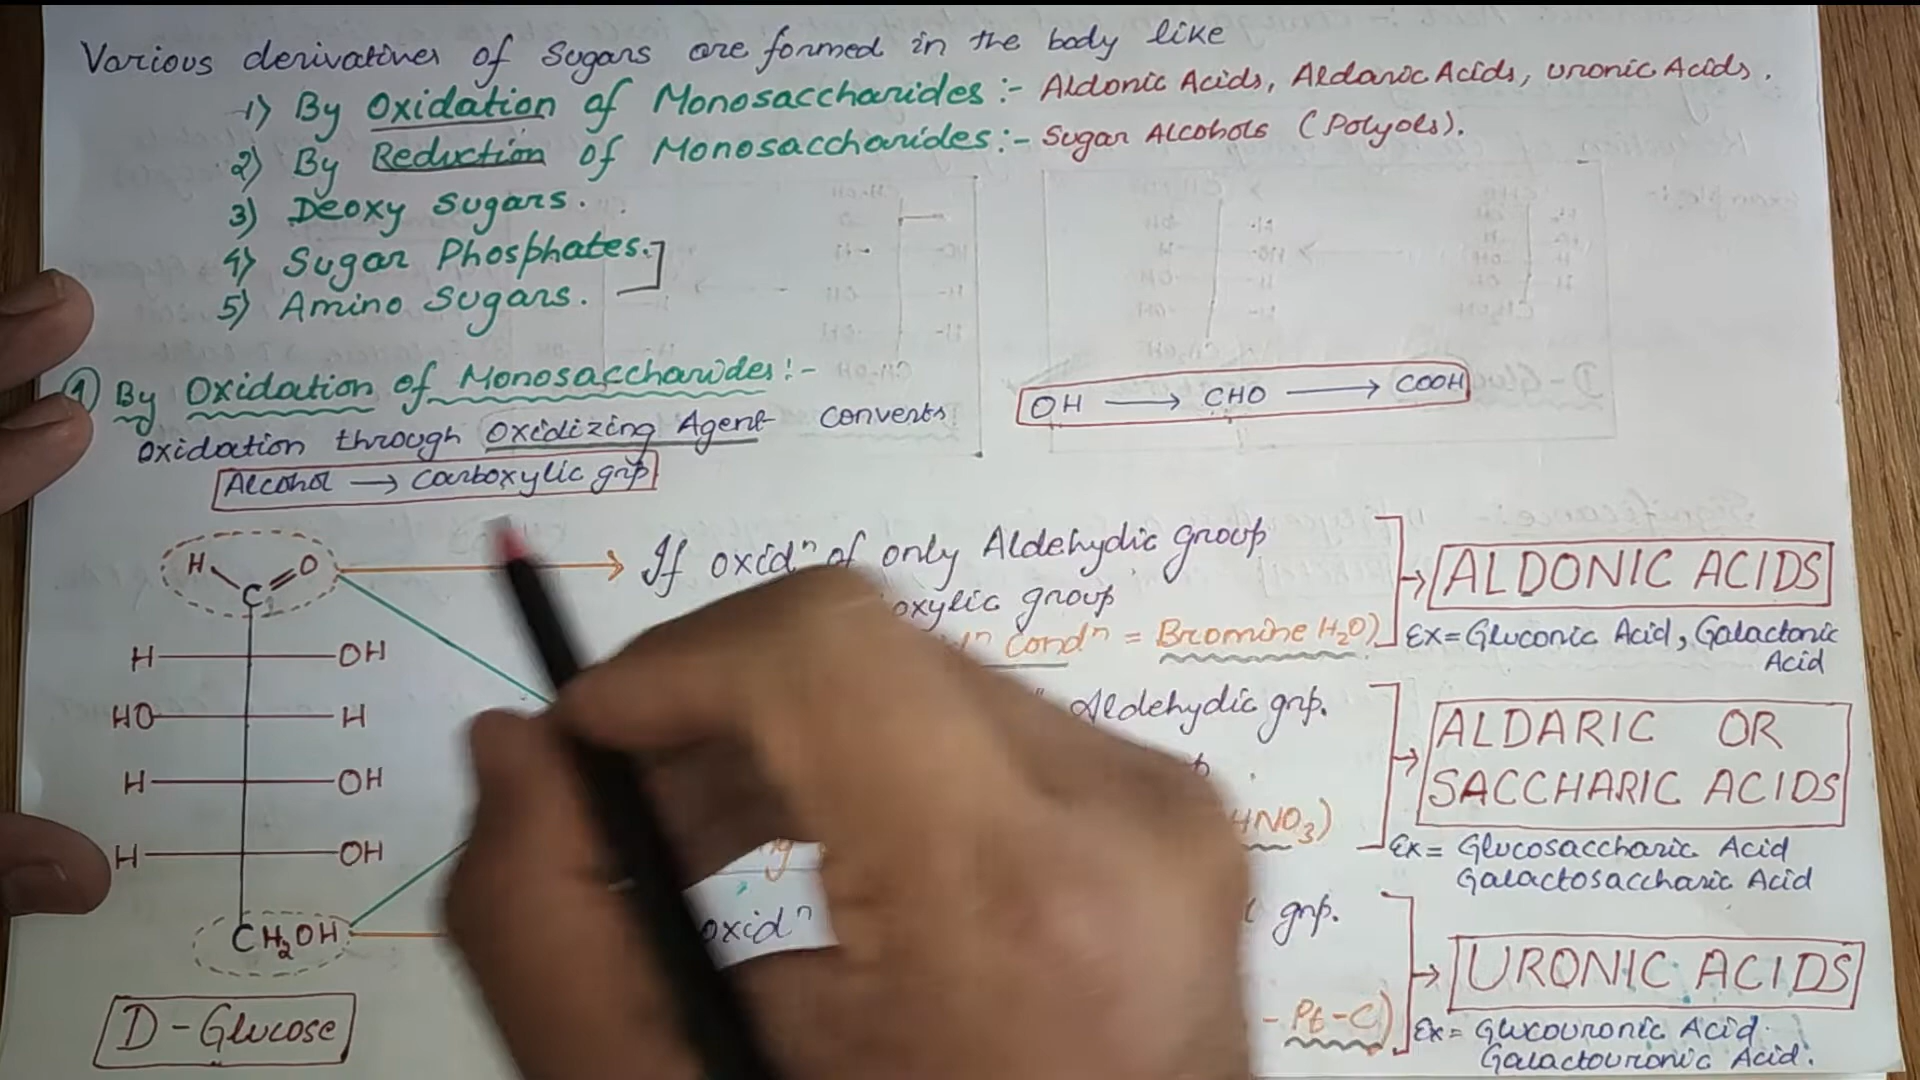 Various derivatives of Sugars are formed in the body like
1) By Oxidation of Monosaccharides :- Aldonic Acids, Aldaric Acids, Uronic Acids.
2) By Reduction of Monosaccharides :- Sugar Alcohols (Polyols).
3) Deoxy Sugars.
4) Sugar Phosphates.
5) Amino Sugars.
1) By Oxidation of Monosaccharides :-
Oxidation through Oxidizing Agent converts
OH → CHO → COOH
Alcohol → Carboxylic grp
H C O
If oxidⁿ of only Aldehydic group
oxylic group
Condⁿ = Bromine H₂O)
ALDONIC ACIDS
Ex = Gluconic Acid, Galactonic
Acid
H OH
HO H
H OH
H OH
CH₂OH
D-Glucose
Aldehydic grp.
HNO₃)
ALDARIC OR
SACCHARIC ACIDS
Ex = Glucosaccharic Acid
Galactosaccharic Acid
oxidⁿ
grp.
- Pt-C)
URONIC ACIDS
Ex = Glucouronic Acid.
Galactouronic Acid.